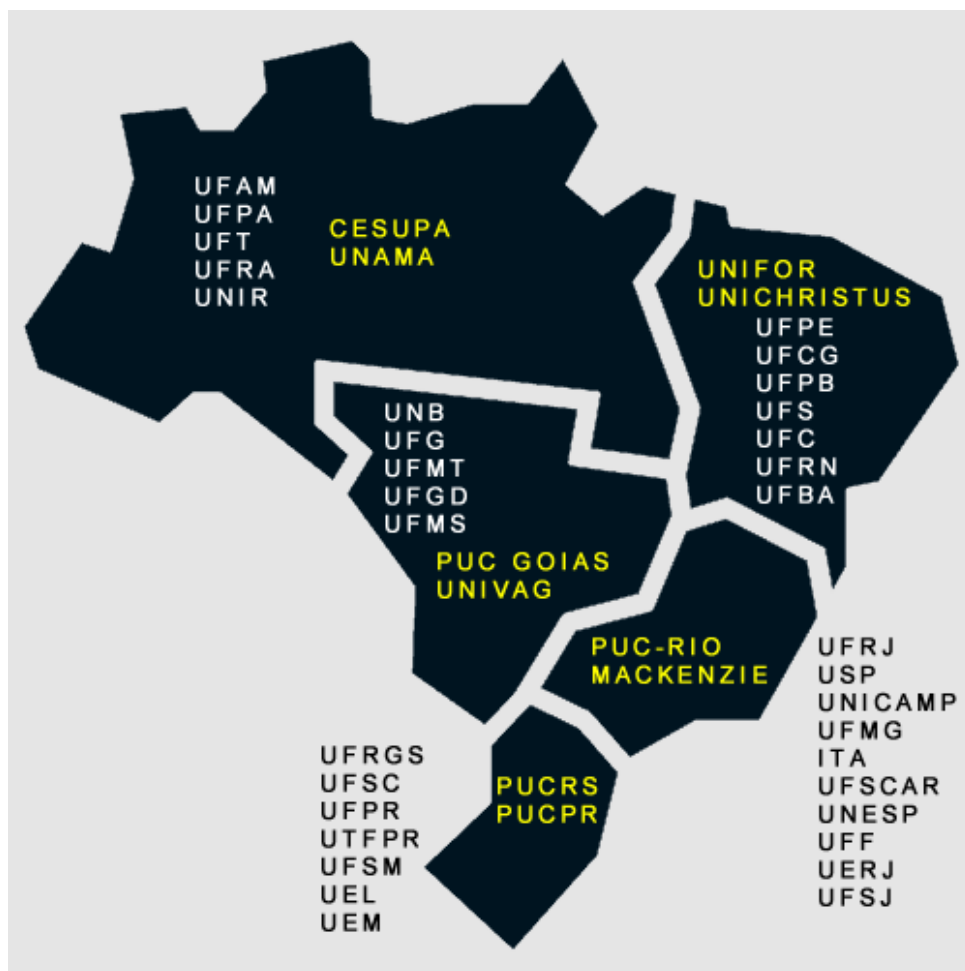 UFAM
UFPA
UFT
UFRA
UNIR
CESUPA
UNAMA
UNIFOR
UNICHRISTUS
UFPE
UFCG
UFPB
UFS
UFC
UFRN
UFBA
UNB
UFG
UFMT
UFGD
UFMS
PUC GOIAS
UNIVAG
PUC-RIO
MACKENZIE
UFRJ
USP
UNICAMP
UFMG
ITA
UFSCAR
UNESP
UFF
UERJ
UFSJ
UFRGS
UFSC
UFPR
UTFPR
UFSM
UEL
UEM
PUCRS
PUCPR